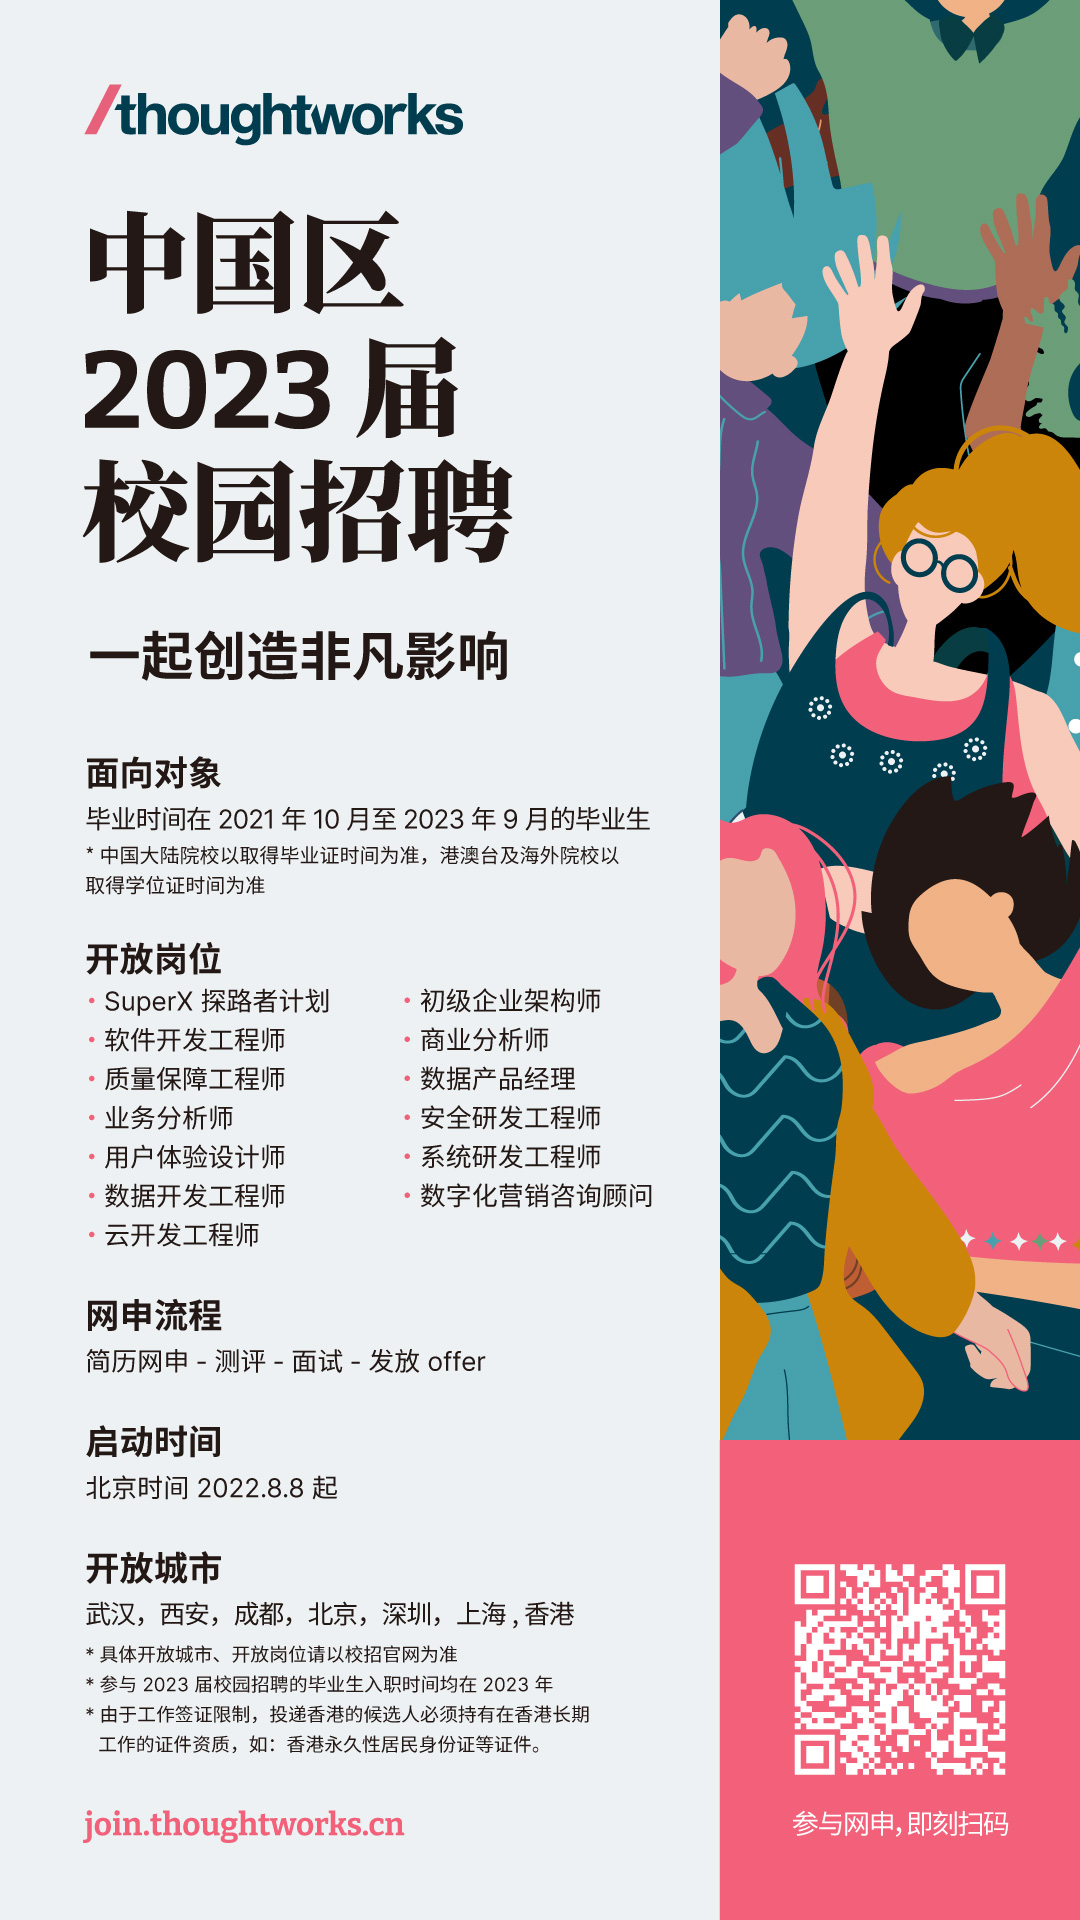 /thoughtworks
中国区
2023 届
校园招聘
一起创造非凡影响
面向对象
毕业时间在 2021 年 10 月至 2023 年 9 月的毕业生
* 中国大陆院校以取得毕业证时间为准，港澳台及海外院校以
取得学位证时间为准
开放岗位
· SuperX 探路者计划
· 软件开发工程师
· 质量保障工程师
· 业务分析师
· 用户体验设计师
· 数据开发工程师
· 云开发工程师
· 初级企业架构师
· 商业分析师
· 数据产品经理
· 安全研发工程师
· 系统研发工程师
· 数字化营销咨询顾问
网申流程
简历网申 - 测评 - 面试 - 发放 offer
启动时间
北京时间 2022.8.8 起
开放城市
武汉，西安，成都，北京，深圳，上海 , 香港
* 具体开放城市、开放岗位请以校招官网为准
* 参与 2023 届校园招聘的毕业生入职时间均在 2023 年
* 由于工作签证限制，投递香港的候选人必须持有在香港长期
工作的证件资质，如：香港永久性居民身份证等证件。
join.thoughtworks.cn
参与网申，即刻扫码